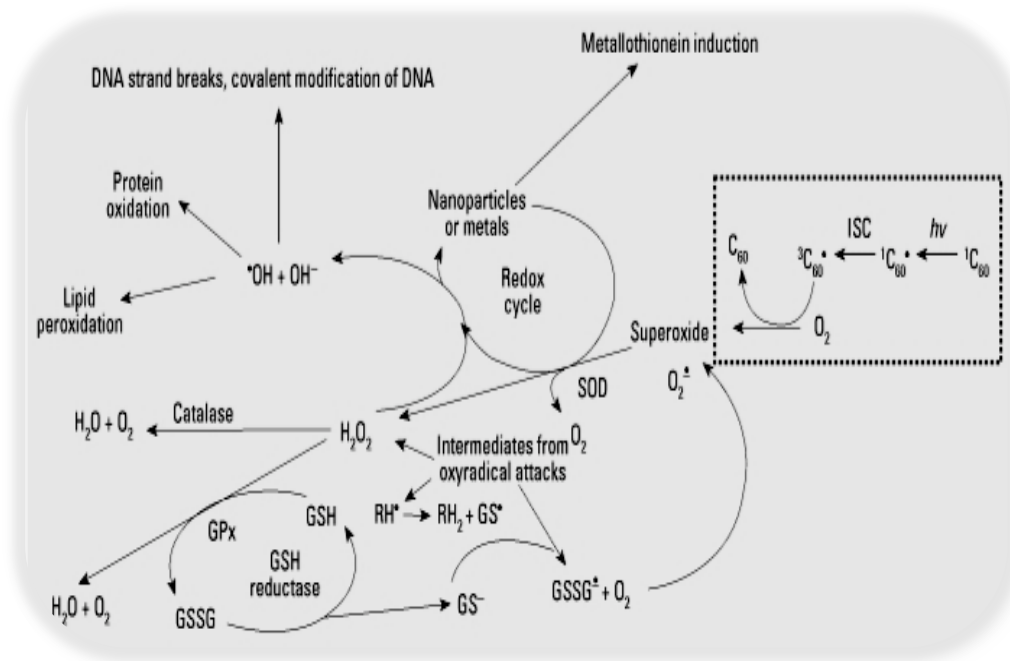 Metallothionein induction
DNA strand breaks, covalent modification of DNA
Protein
oxidation
Nanoparticles
or metals
ISC
hv
C₆₀
³C₆₀•
¹C₆₀•
¹C₆₀
•OH + OH⁻
Redox
cycle
Lipid
peroxidation
O₂
Superoxide
SOD
O₂•̲
H₂O + O₂
Catalase
H₂O₂
Intermediates from
oxyradical attacks
O₂
RH•
RH₂ + GS•
GPx
GSH
GSH
reductase
H₂O + O₂
GSSG
GS⁻
GSSG•̲ + O₂